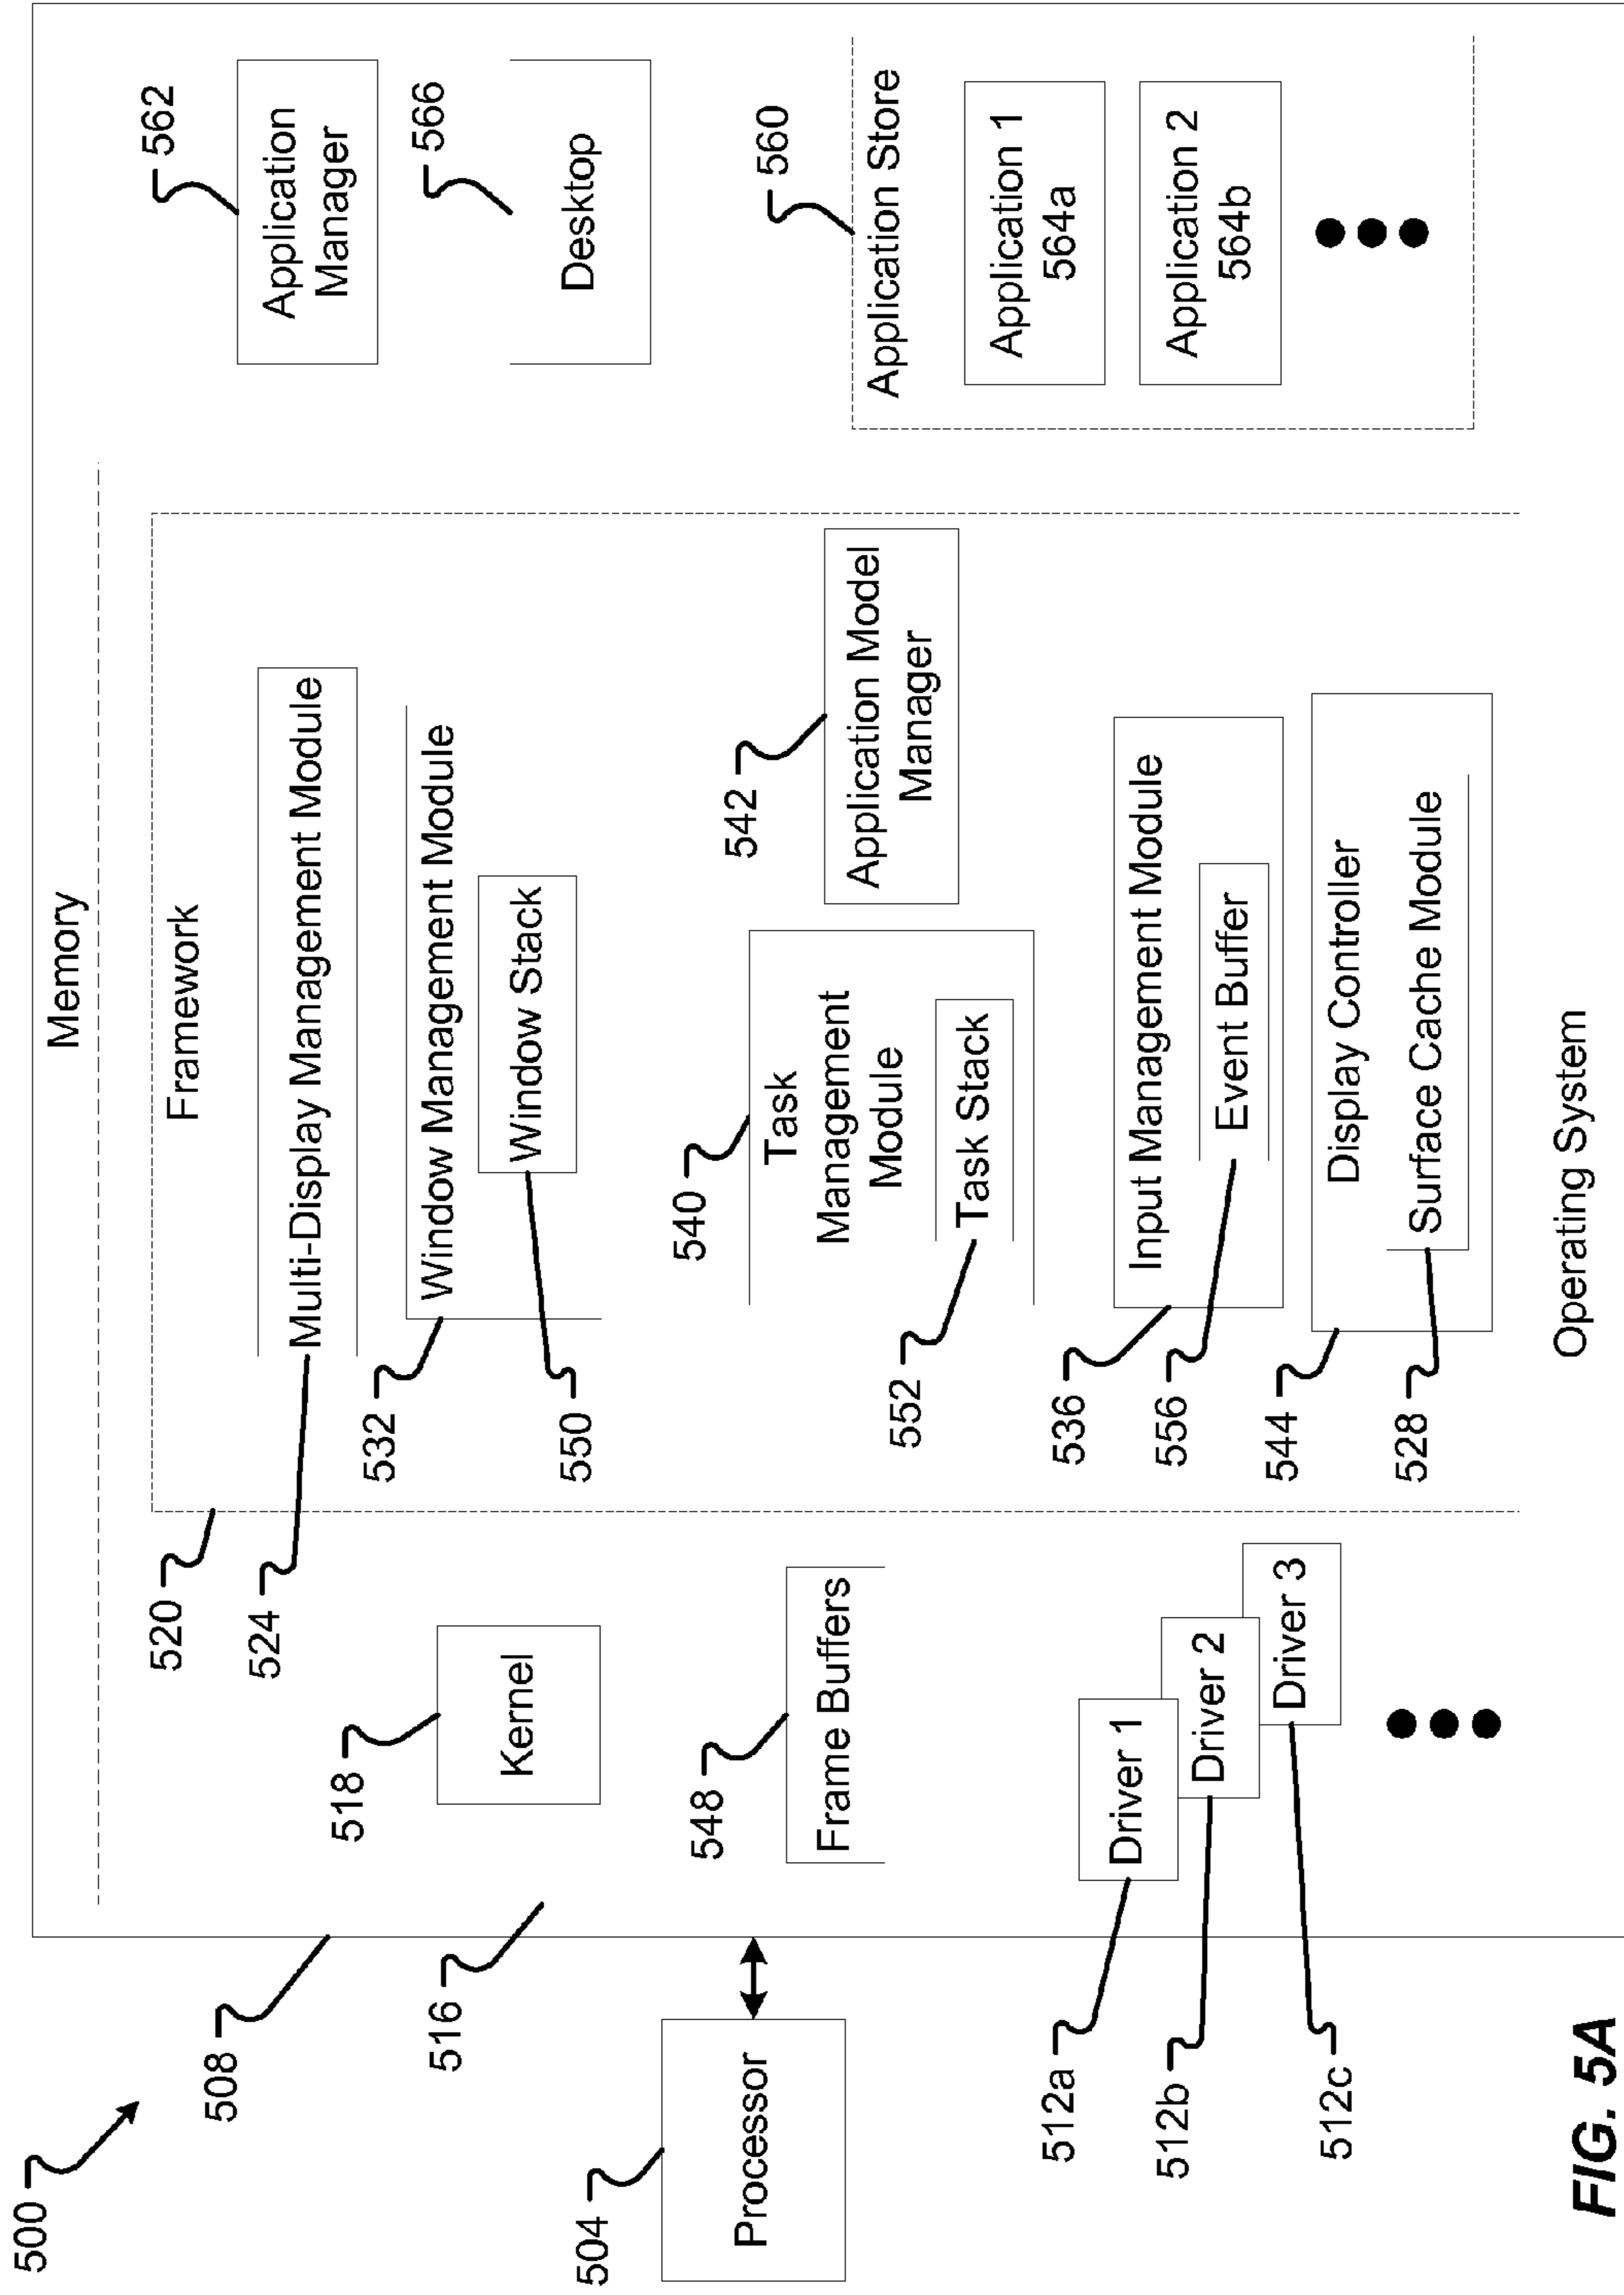 500
508
Memory
516
520
Framework
524
Multi-Display Management Module
532
Window Management Module
550
Window Stack
518
Kernel
548
Frame Buffers
540
Task
Management
Module
552
Task Stack
542
Application Model
Manager
536
Input Management Module
556
Event Buffer
544
Display Controller
528
Surface Cache Module
Operating System
504
Processor
512a
Driver 1
512b
Driver 2
512c
Driver 3
562
Application
Manager
566
Desktop
560
Application Store
Application 1
564a
Application 2
564b
FIG. 5A